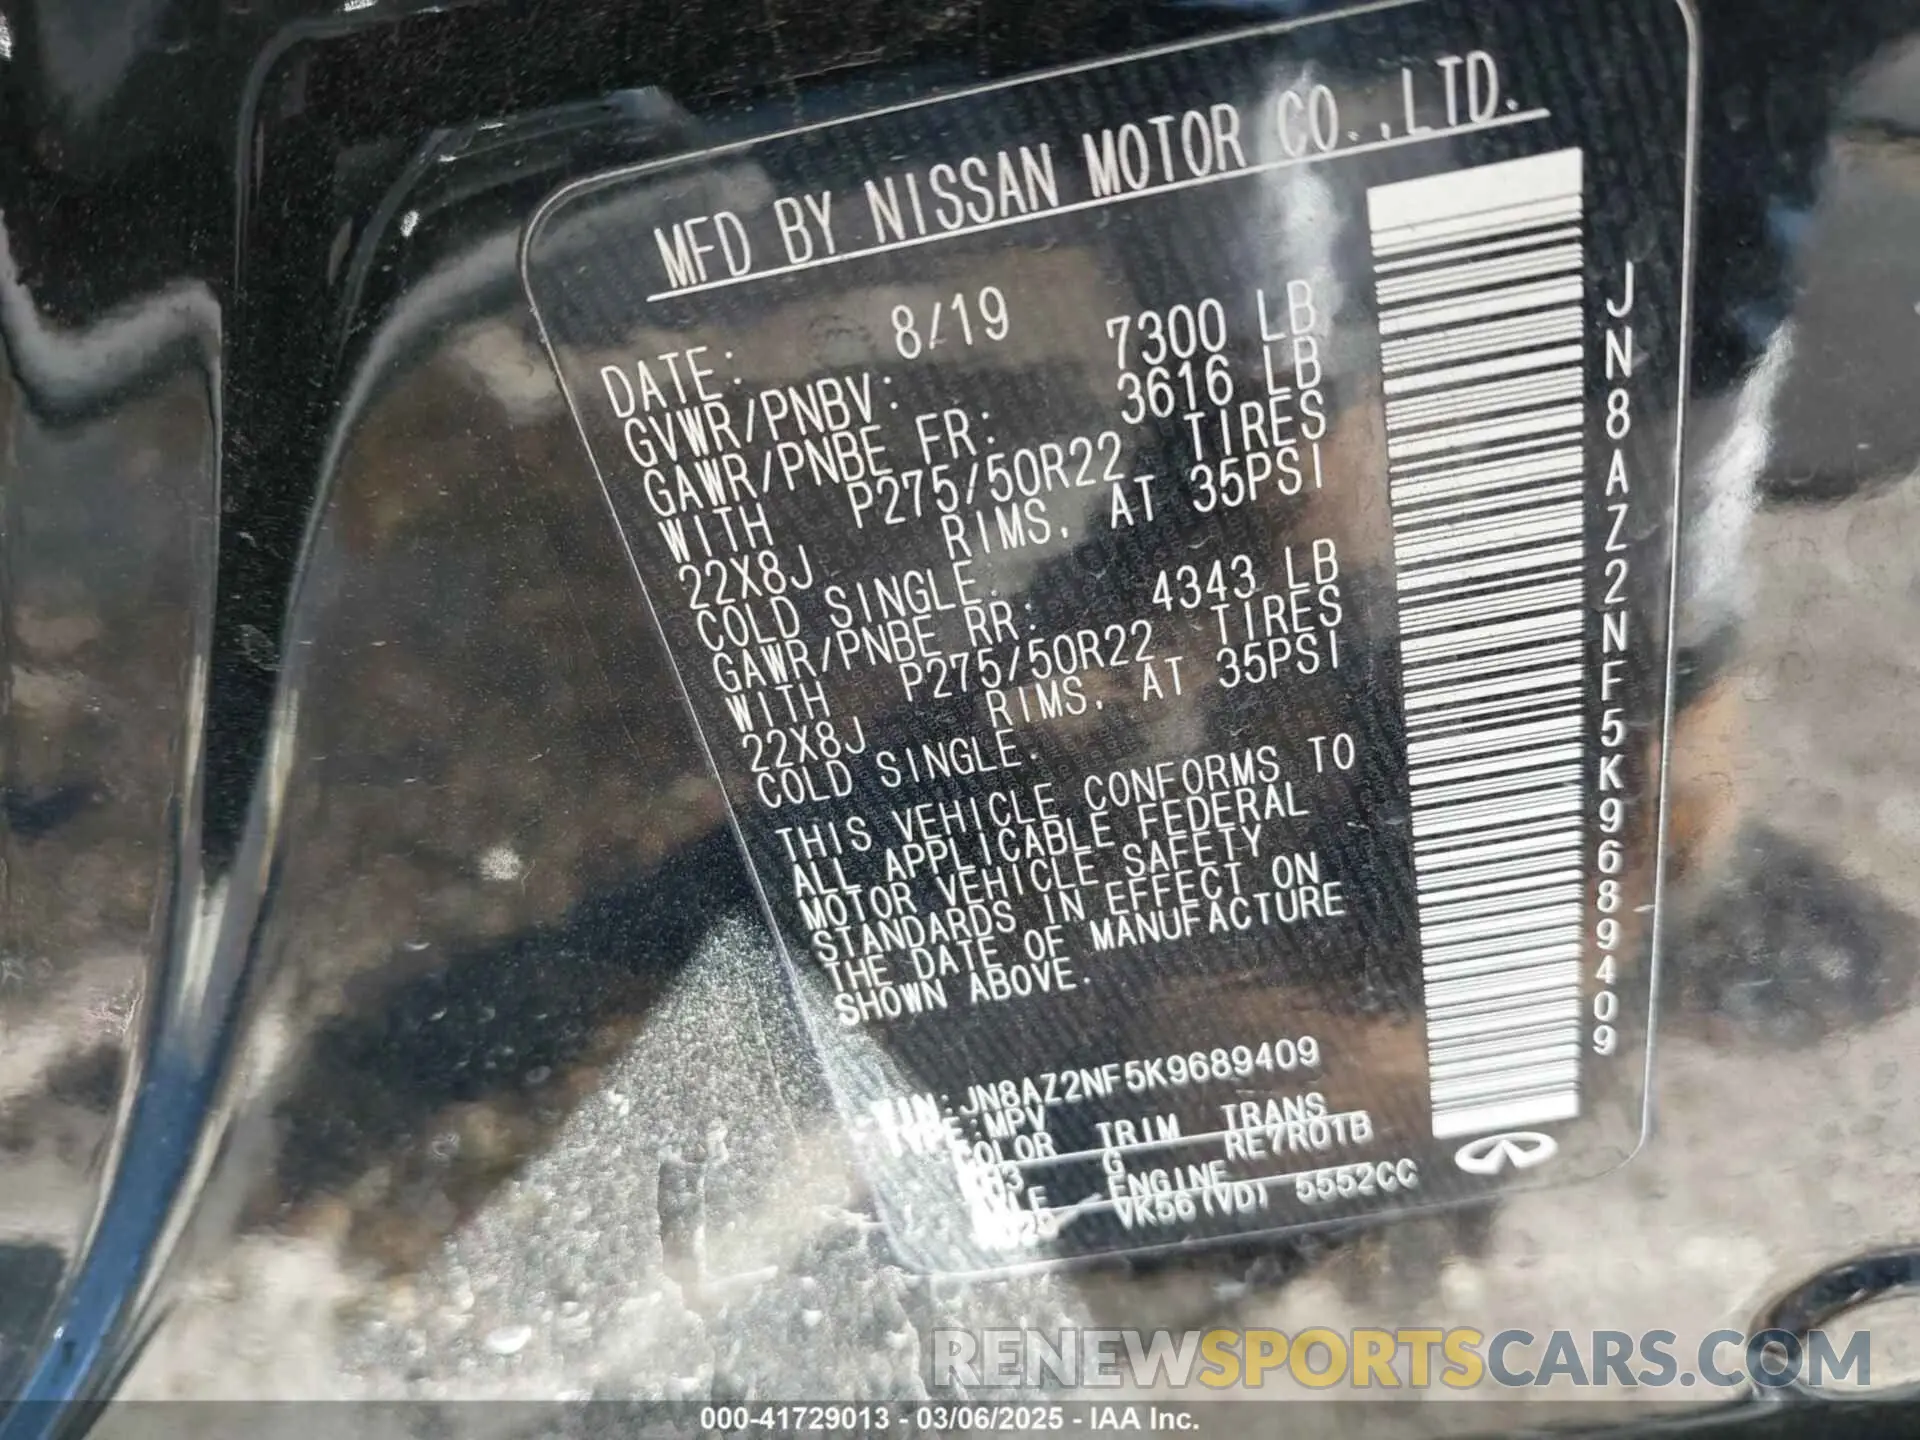 MFD BY NISSAN MOTOR CO.,LTD.
DATE: 8/19
GVWR/PNBV: 7300 LB
GAWR/PNBE FR: 3616 LB
WITH P275/50R22 TIRES
22X8J RIMS, AT 35PSI
COLD SINGLE.
GAWR/PNBE RR: 4343 LB
WITH P275/50R22 TIRES
22X8J RIMS, AT 35PSI
COLD SINGLE.
THIS VEHICLE CONFORMS TO
ALL APPLICABLE FEDERAL
MOTOR VEHICLE SAFETY
STANDARDS IN EFFECT ON
THE DATE OF MANUFACTURE
SHOWN ABOVE.
VIN:JN8AZ2NF5K9689409
TYPE:MPV
COLOR TRIM TRANS
G RE7R01B
ENGINE
VK56(VD) 5552CC
JN8AZ2NF5K9689409
RENEWSPORTSCARS.COM
000-41729013 - 03/06/2025 - IAA Inc.